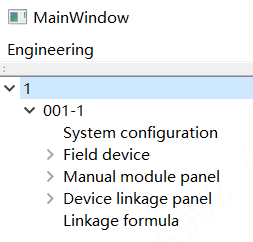 MainWindow
Engineering
1
001-1
System configuration
Field device
Manual module panel
Device linkage panel
Linkage formula